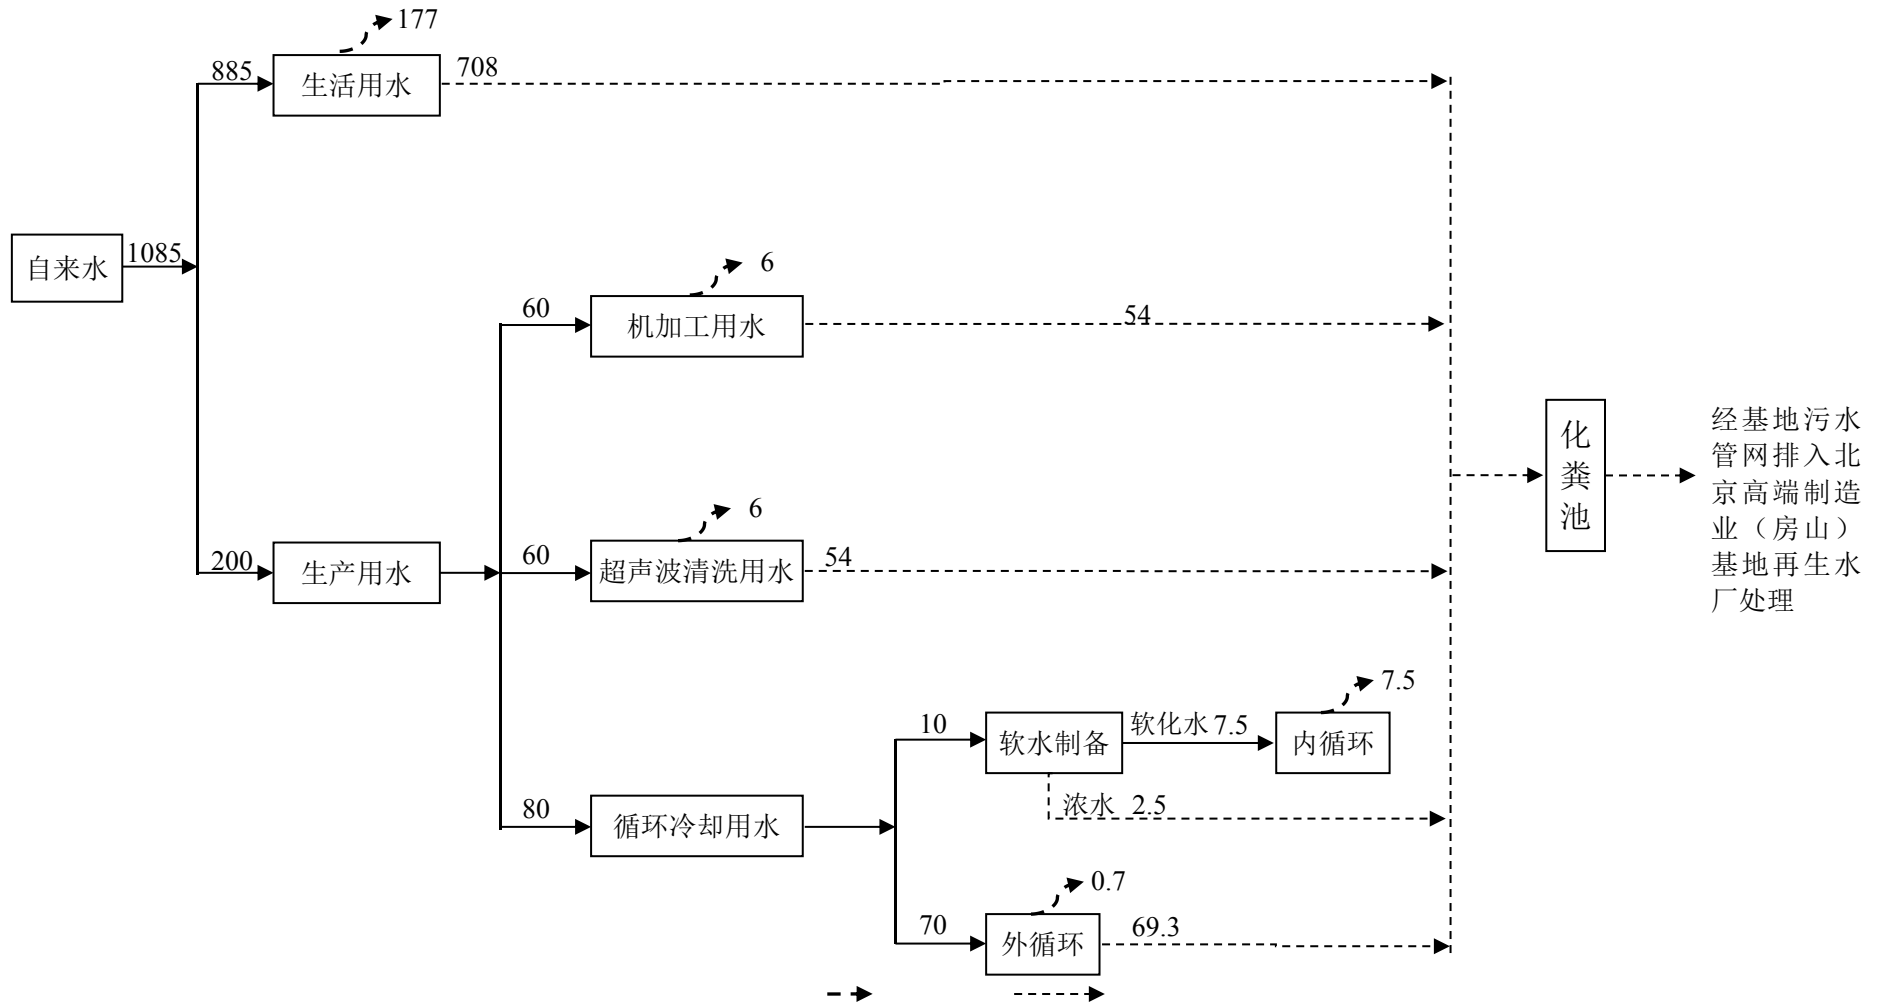 177
885
生活用水
708
自来水
1085
6
60
机加工用水
54
化
粪
池
经基地污水
管网排入北
京高端制造
业（房山）
基地再生水
厂处理
6
200
生产用水
60
超声波清洗用水
54
7.5
10
软水制备
软化水 7.5
内循环
80
循环冷却用水
浓水 2.5
0.7
70
外循环
69.3